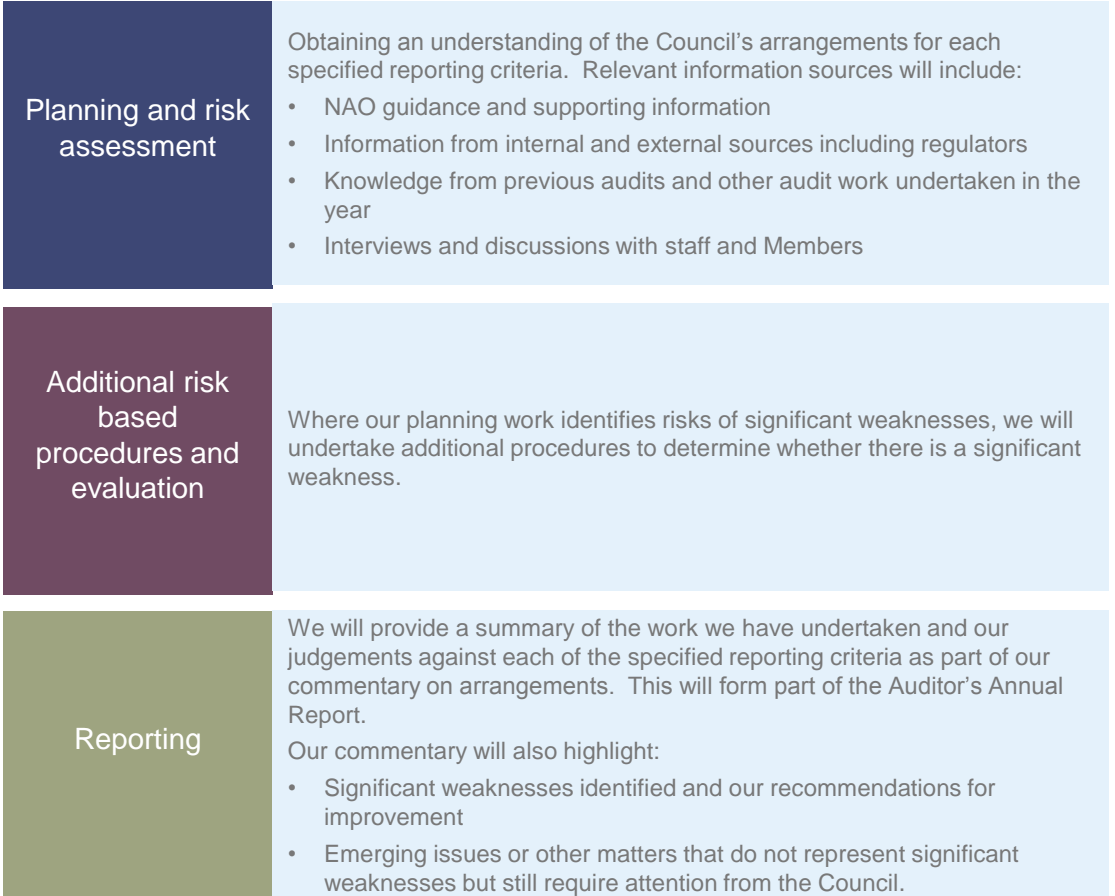 Planning and risk
assessment
Obtaining an understanding of the Council’s arrangements for each
specified reporting criteria.  Relevant information sources will include:
• NAO guidance and supporting information
• Information from internal and external sources including regulators
• Knowledge from previous audits and other audit work undertaken in the
year
• Interviews and discussions with staff and Members
Additional risk
based
procedures and
evaluation
Where our planning work identifies risks of significant weaknesses, we will
undertake additional procedures to determine whether there is a significant
weakness.
Reporting
We will provide a summary of the work we have undertaken and our
judgements against each of the specified reporting criteria as part of our
commentary on arrangements.  This will form part of the Auditor’s Annual
Report.
Our commentary will also highlight:
• Significant weaknesses identified and our recommendations for
improvement
• Emerging issues or other matters that do not represent significant
weaknesses but still require attention from the Council.